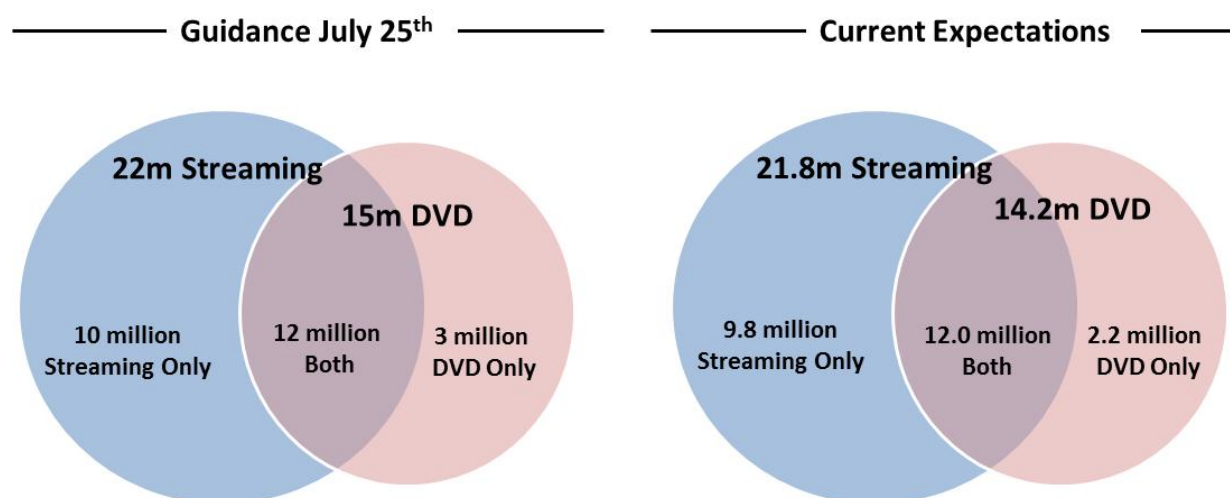 Guidance July 25th
22m Streaming
15m DVD
10 million
Streaming Only
12 million
Both
3 million
DVD Only
Current Expectations
21.8m Streaming
14.2m DVD
9.8 million
Streaming Only
12.0 million
Both
2.2 million
DVD Only